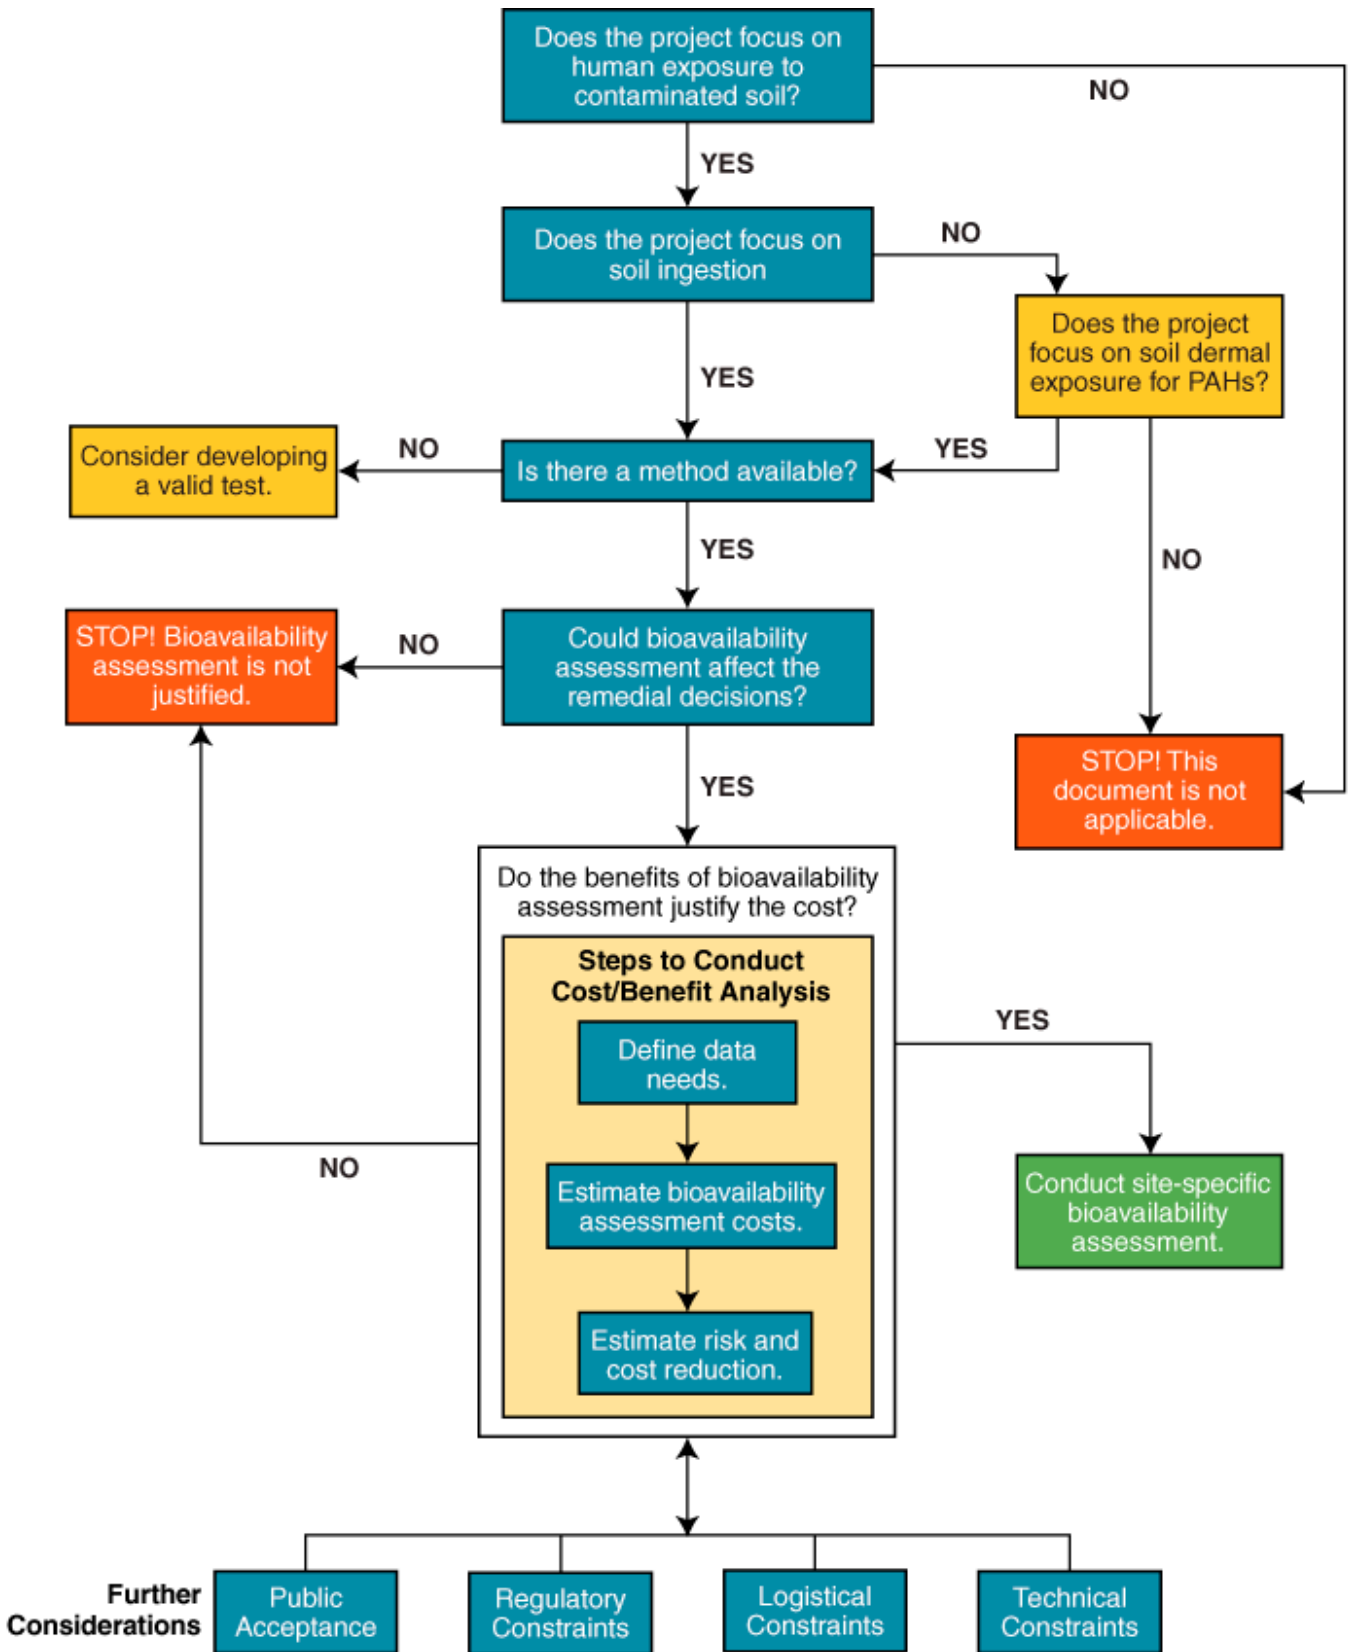 Does the project focus on
human exposure to
contaminated soil?
NO
YES
Does the project focus on
soil ingestion
NO
Does the project
focus on soil dermal
exposure for PAHs?
YES
Consider developing
a valid test.
NO
Is there a method available?
YES
YES
NO
STOP! Bioavailability
assessment is not
justified.
NO
Could bioavailability
assessment affect the
remedial decisions?
YES
STOP! This
document is not
applicable.
Do the benefits of bioavailability
assessment justify the cost?
Steps to Conduct
Cost/Benefit Analysis
Define data
needs.
YES
NO
Estimate bioavailability
assessment costs.
Conduct site-specific
bioavailability
assessment.
Estimate risk and
cost reduction.
Further
Considerations
Public
Acceptance
Regulatory
Constraints
Logistical
Constraints
Technical
Constraints